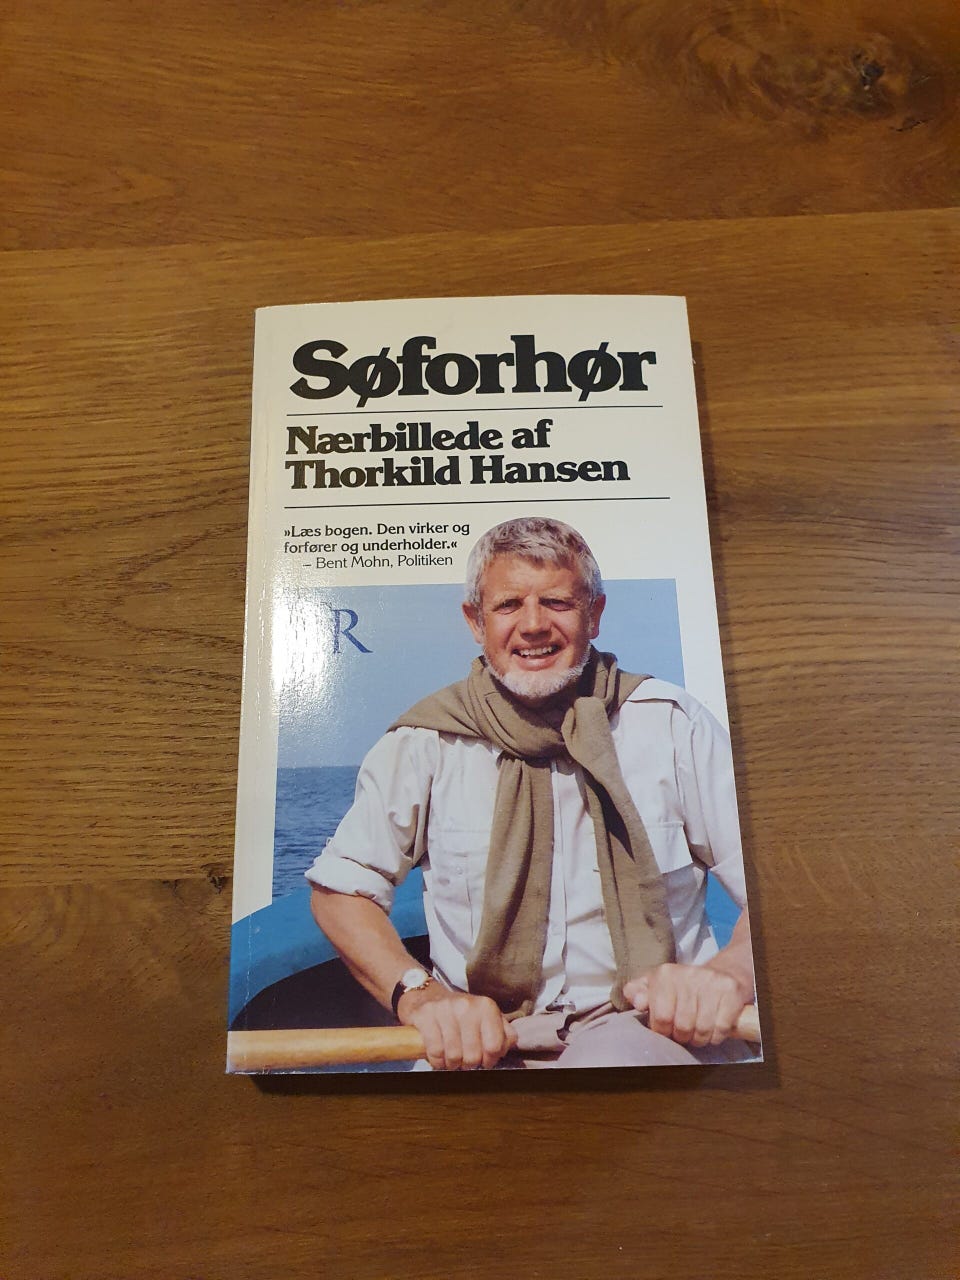 Søforhør
Nærbillede af
Thorkild Hansen
»Læs bogen. Den virker og
forfører og underholder.«
– Bent Mohn, Politiken
R